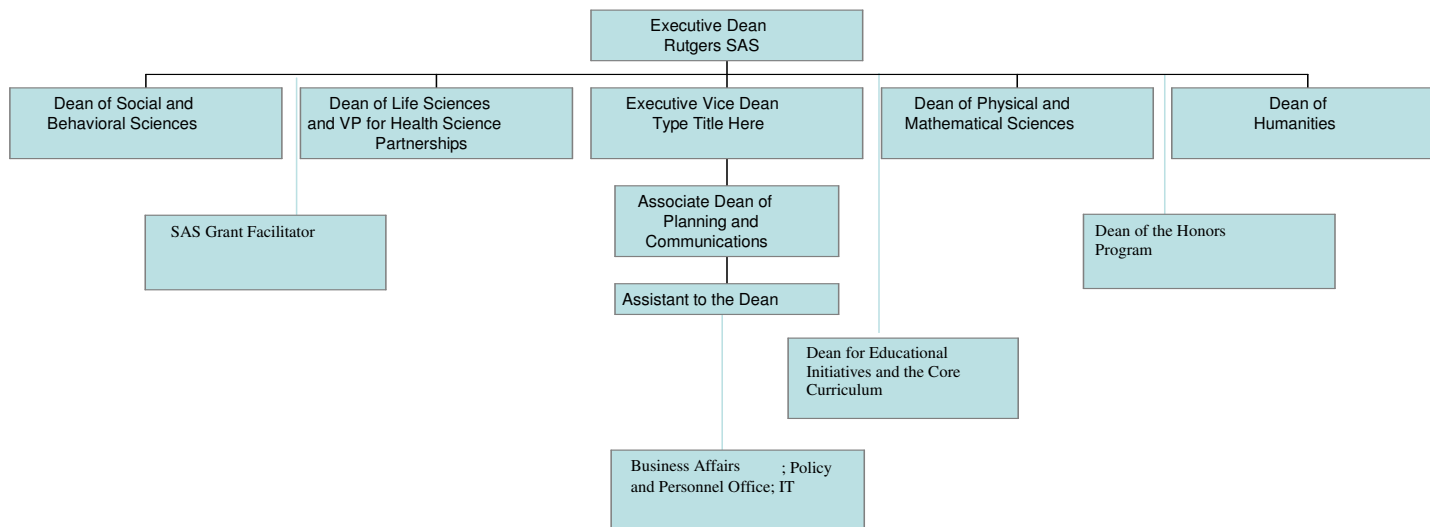 Executive Dean
Rutgers SAS
Dean of Social and
Behavioral Sciences
Dean of Life Sciences
and VP for Health Science
Partnerships
Executive Vice Dean
Type Title Here
Dean of Physical and
Mathematical Sciences
Dean of
Humanities
SAS Grant Facilitator
Associate Dean of
Planning and
Communications
Dean of the Honors
Program
Assistant to the Dean
Dean for Educational
Initiatives and the Core
Curriculum
Business Affairs ; Policy
and Personnel Office; IT